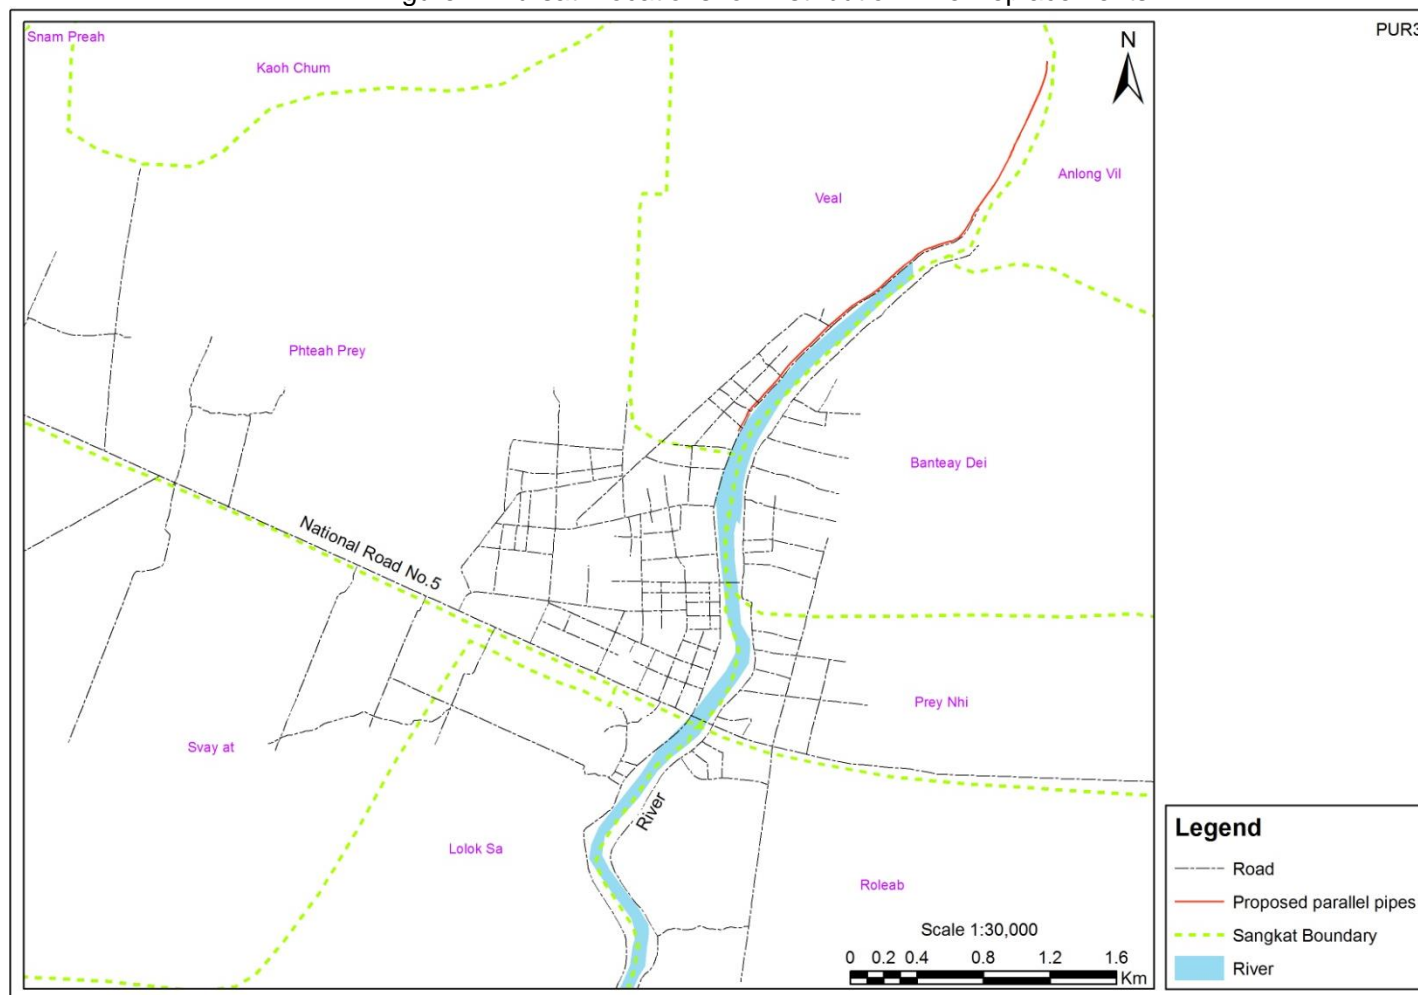 PUR3
Snam Preah
Kaoh Chum
N
Anlong Vil
Veal
Phteah Prey
Banteay Dei
National Road No.5
Prey Nhi
Svay at
River
Lolok Sa
Roleab
Scale 1:30,000
0 0.2 0.4 0.8 1.2 1.6
Km
Legend
Road
Proposed parallel pipes
Sangkat Boundary
River